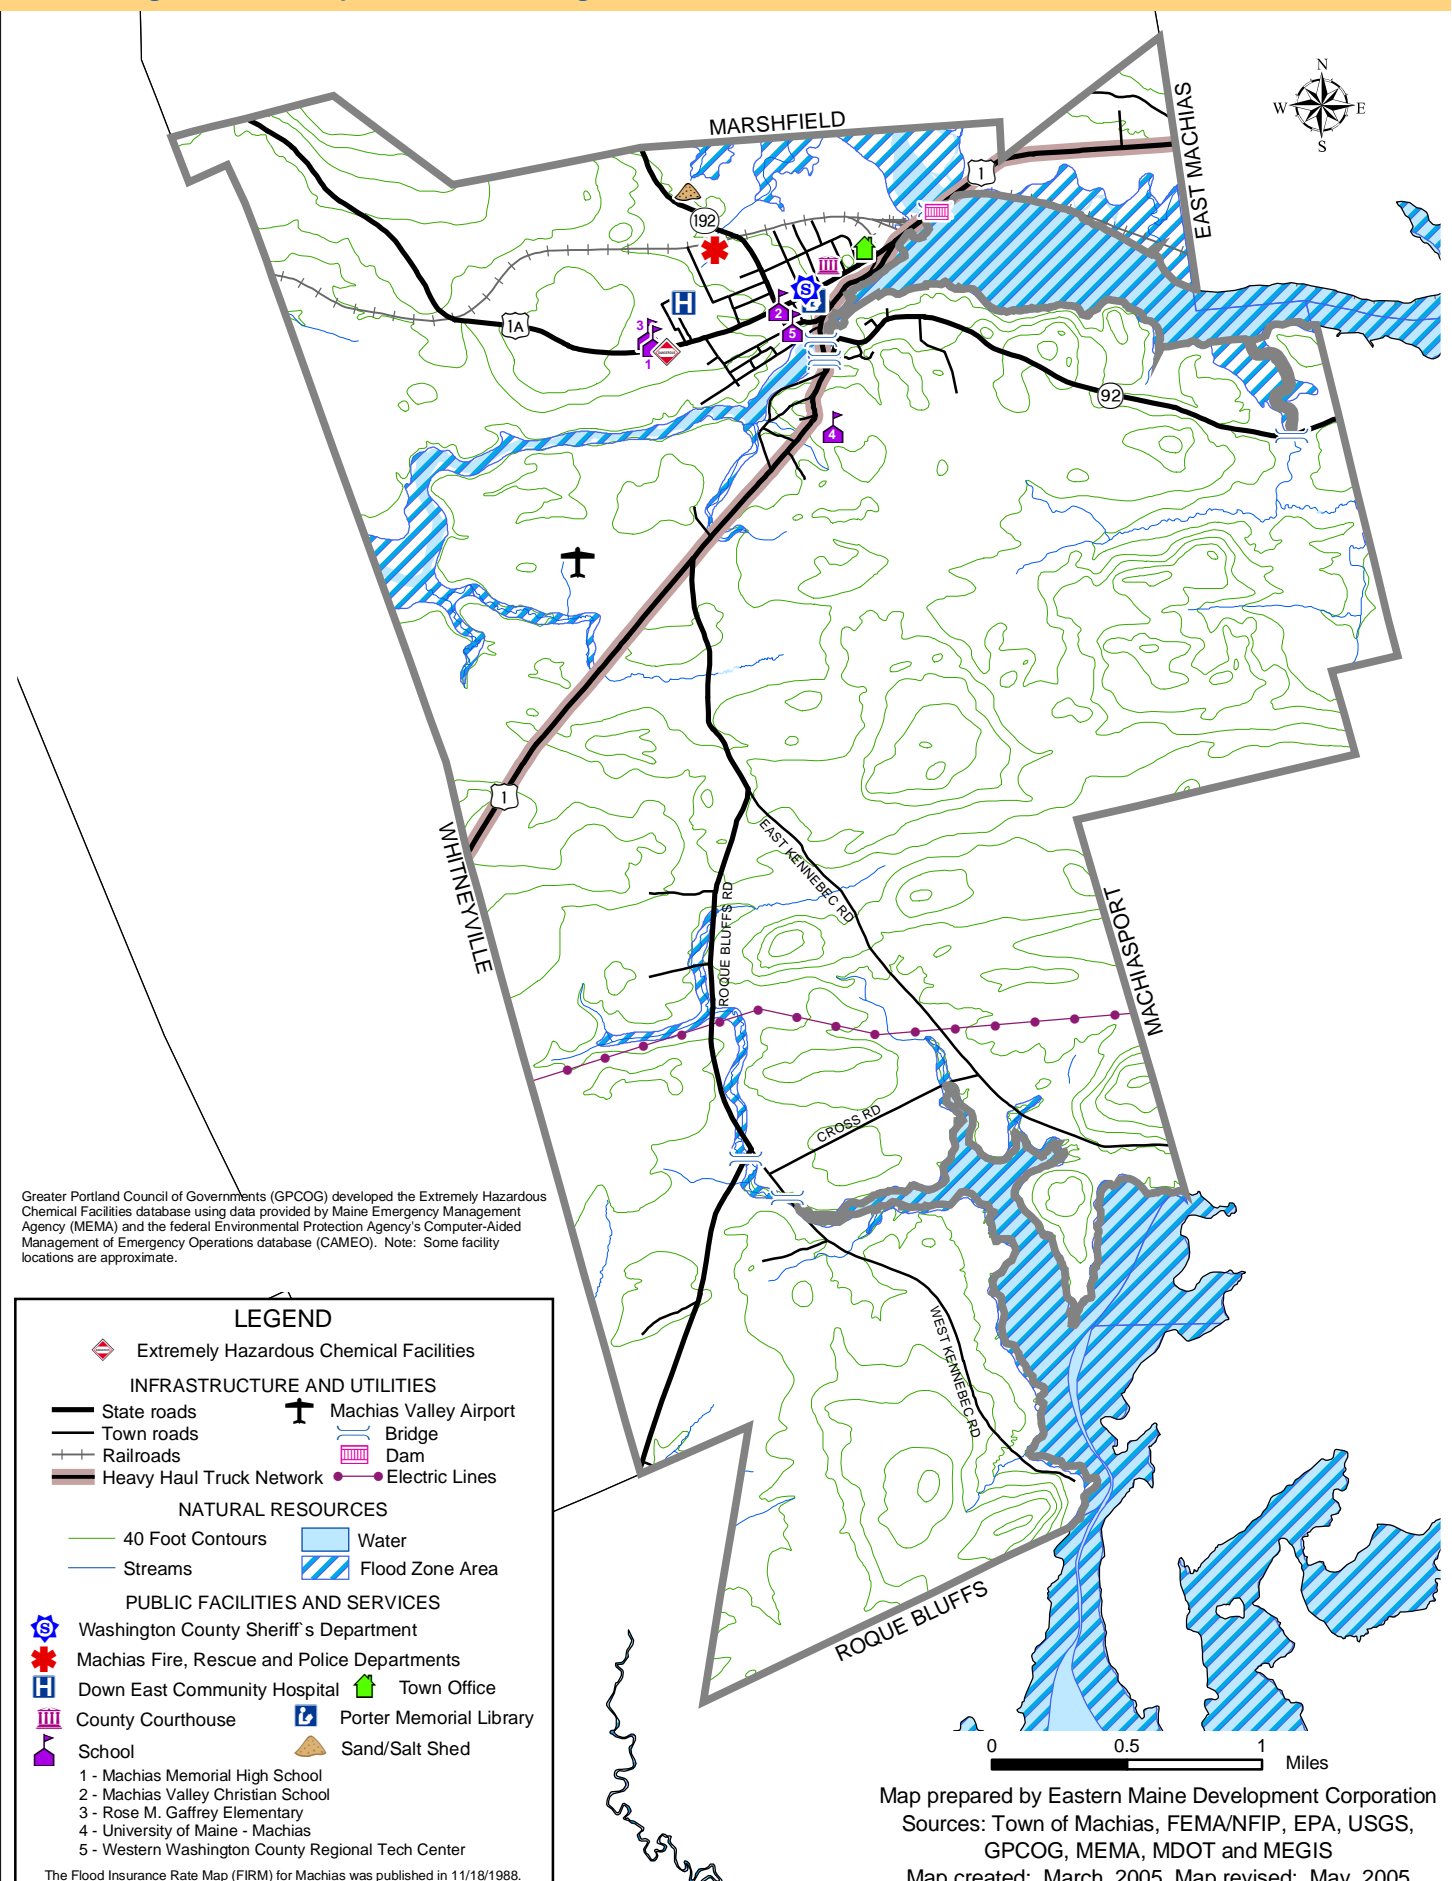 N
W
E
S
MARSHFIELD
EAST MACHIAS
1
192
1A
3
1
2
5
S
H
92
4
1
WHITNEYVILLE
EAST KENNEBEC RD
ROQUE BLUFFS RD
MACHIASPORT
CROSS RD
WEST KENNEBEC RD
ROQUE BLUFFS
Greater Portland Council of Governments (GPCOG) developed the Extremely Hazardous
Chemical Facilities database using data provided by Maine Emergency Management
Agency (MEMA) and the federal Environmental Protection Agency's Computer-Aided
Management of Emergency Operations database (CAMEO). Note: Some facility
locations are approximate.
LEGEND
Extremely Hazardous Chemical Facilities
INFRASTRUCTURE AND UTILITIES
State roads
Machias Valley Airport
Town roads
Bridge
Railroads
Dam
Heavy Haul Truck Network
Electric Lines
NATURAL RESOURCES
40 Foot Contours
Water
Streams
Flood Zone Area
PUBLIC FACILITIES AND SERVICES
S
Washington County Sheriff`s Department
Machias Fire, Rescue and Police Departments
H
Down East Community Hospital
Town Office
County Courthouse
Porter Memorial Library
School
Sand/Salt Shed
1 - Machias Memorial High School
2 - Machias Valley Christian School
3 - Rose M. Gaffrey Elementary
4 - University of Maine - Machias
5 - Western Washington County Regional Tech Center
The Flood Insurance Rate Map (FIRM) for Machias was published in 11/18/1988.
0
0.5
1
Miles
Map prepared by Eastern Maine Development Corporation
Sources: Town of Machias, FEMA/NFIP, EPA, USGS,
GPCOG, MEMA, MDOT and MEGIS
Map created: March, 2005 Map revised: May, 2005